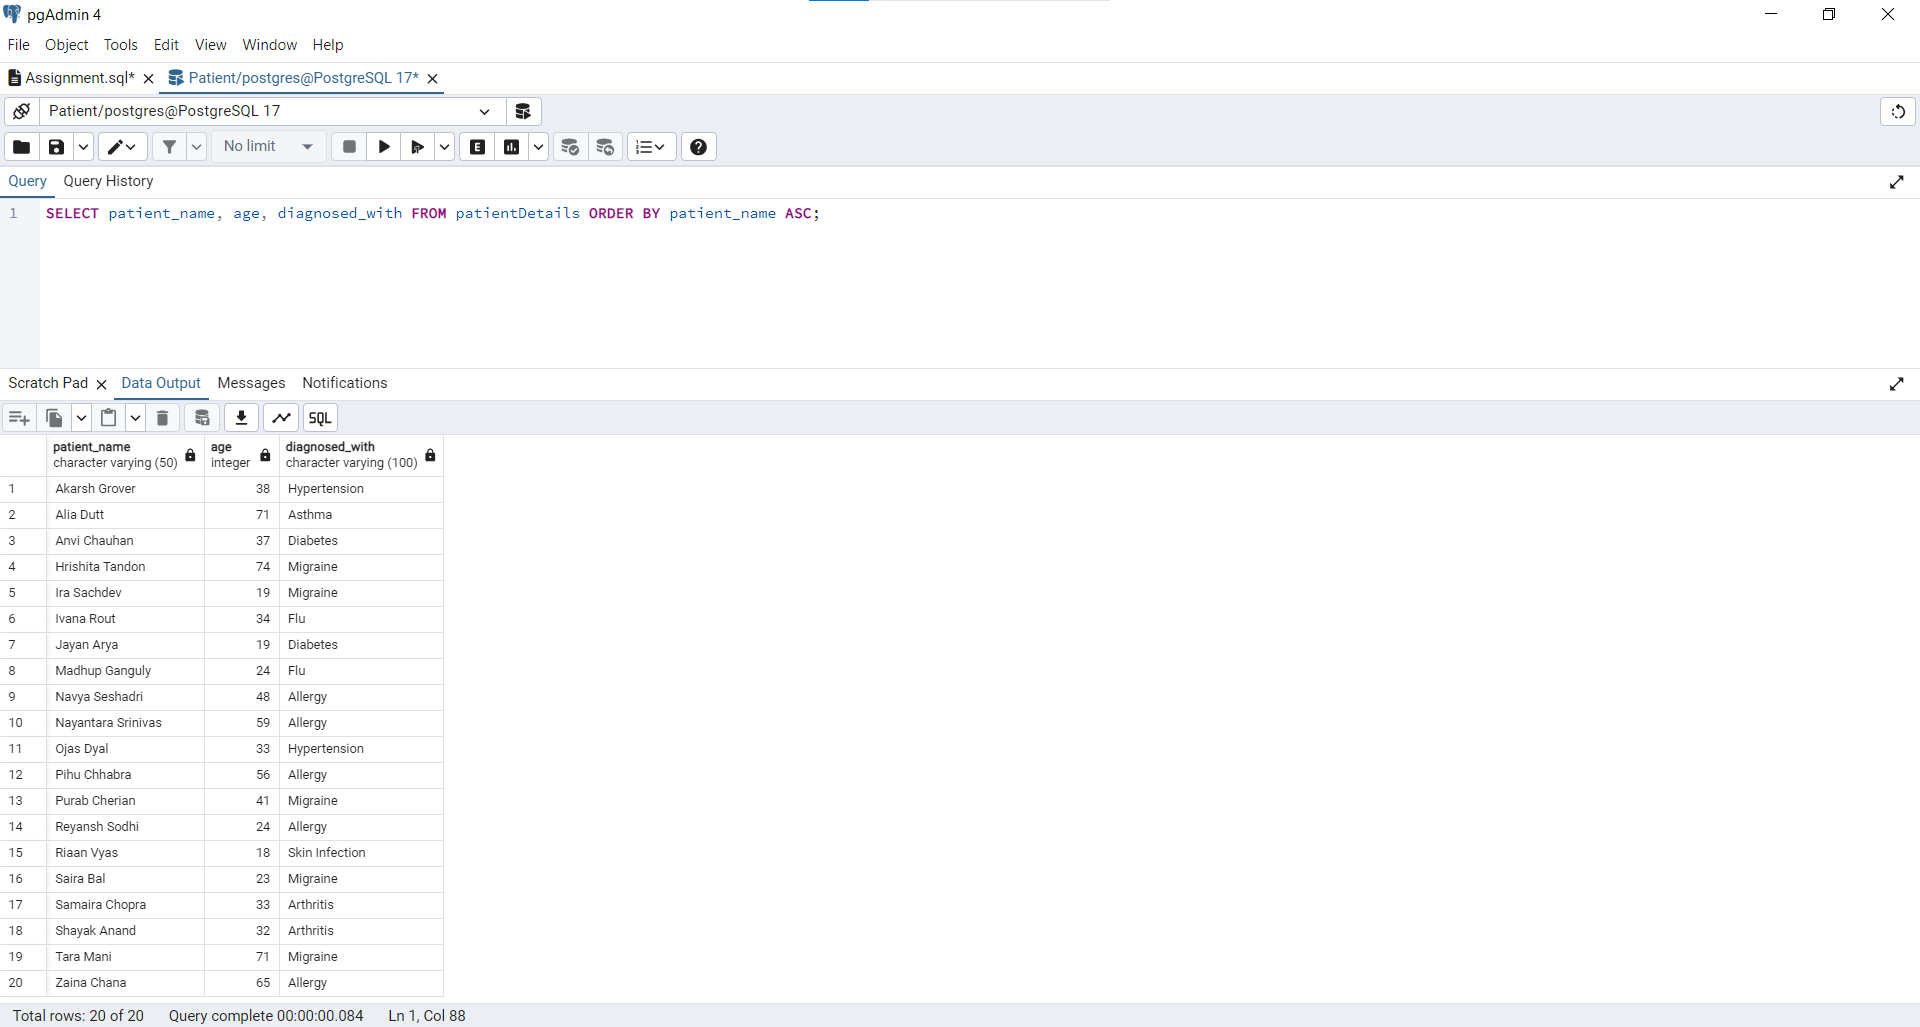 pgAdmin 4
File Object Tools Edit View Window Help
Assignment.sql* Patient/postgres@PostgreSQL 17*
Patient/postgres@PostgreSQL 17
No limit E
Query Query History
1 SELECT patient_name, age, diagnosed_with FROM patientDetails ORDER BY patient_name ASC;
Scratch Pad Data Output Messages Notifications
SQL
patient_name age diagnosed_with
character varying (50) integer character varying (100)
1 Akarsh Grover 38 Hypertension
2 Alia Dutt 71 Asthma
3 Anvi Chauhan 37 Diabetes
4 Hrishita Tandon 74 Migraine
5 Ira Sachdev 19 Migraine
6 Ivana Rout 34 Flu
7 Jayan Arya 19 Diabetes
8 Madhup Ganguly 24 Flu
9 Navya Seshadri 48 Allergy
10 Nayantara Srinivas 59 Allergy
11 Ojas Dyal 33 Hypertension
12 Pihu Chhabra 56 Allergy
13 Purab Cherian 41 Migraine
14 Reyansh Sodhi 24 Allergy
15 Riaan Vyas 18 Skin Infection
16 Saira Bal 23 Migraine
17 Samaira Chopra 33 Arthritis
18 Shayak Anand 32 Arthritis
19 Tara Mani 71 Migraine
20 Zaina Chana 65 Allergy
Total rows: 20 of 20 Query complete 00:00:00.084 Ln 1, Col 88